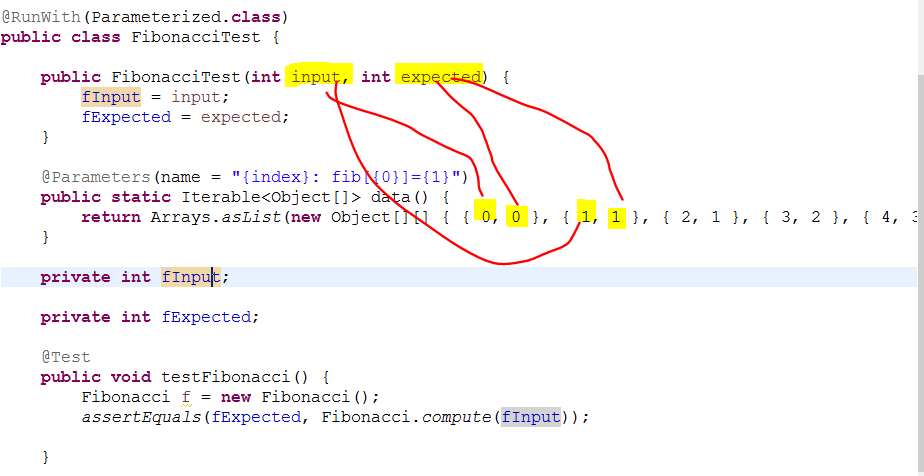 @RunWith(Parameterized.class)
public class FibonacciTest {
public FibonacciTest(int input, int expected) {
fInput = input;
fExpected = expected;
}
@Parameters(name = "{index}: fib[{0}]={1}")
public static Iterable<Object[]> data() {
return Arrays.asList(new Object[][] { { 0, 0 }, { 1, 1 }, { 2, 1 }, { 3, 2 }, { 4, 3
}
private int fInput;
private int fExpected;
@Test
public void testFibonacci() {
Fibonacci f = new Fibonacci();
assertEquals(fExpected, Fibonacci.compute(fInput));
}